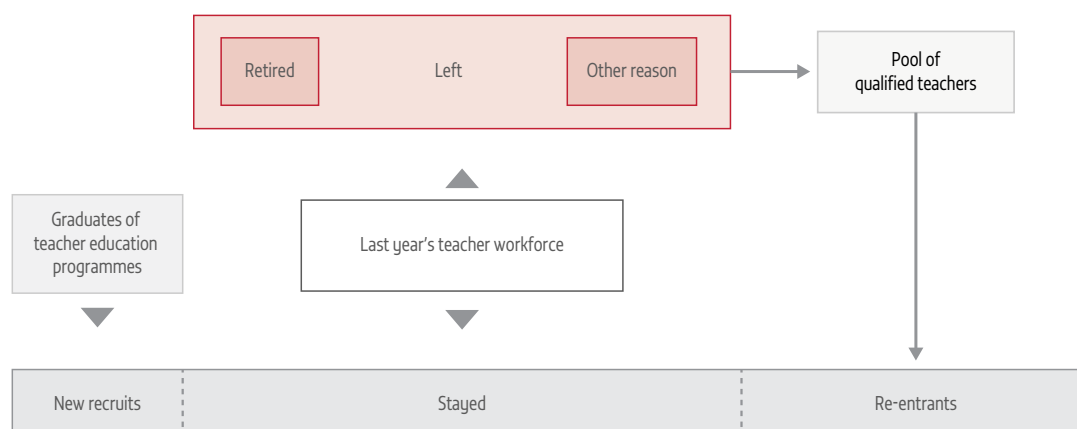 Retired
Left
Other reason
Pool of
qualified teachers
Graduates of
teacher education
programmes
Last year's teacher workforce
New recruits
Stayed
Re-entrants